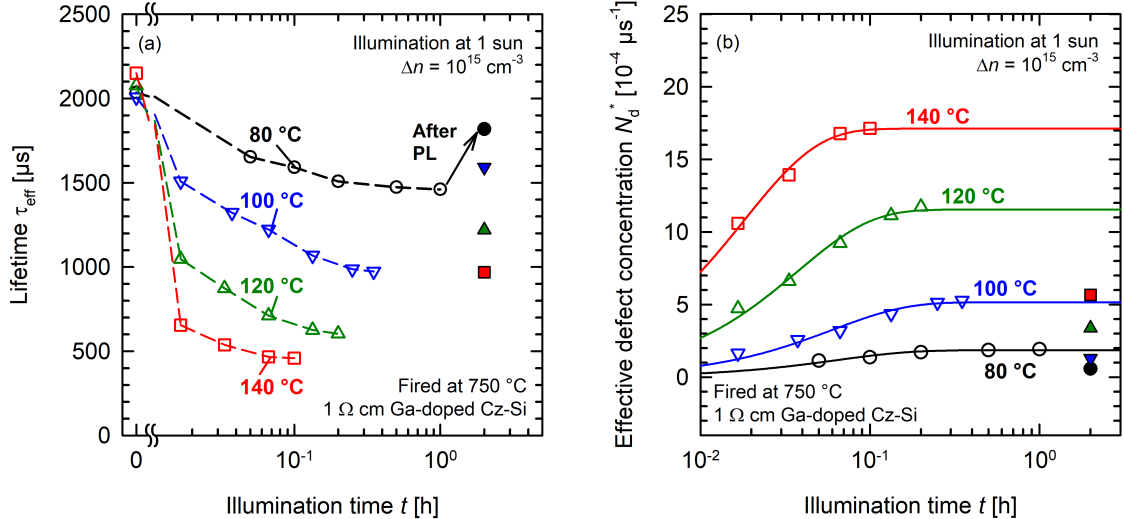 2500
2000
1500
1000
500
0
Lifetime τeff [µs]
(a)
Illumination at 1 sun
Δn = 10¹⁵ cm⁻³
80 °C
After
PL
100 °C
120 °C
140 °C
Fired at 750 °C
1 Ω cm Ga-doped Cz-Si
0
10⁻¹
10⁰
Illumination time t [h]
25
20
15
10
5
0
Effective defect concentration Nd* [10⁻⁴ µs⁻¹]
(b)
Illumination at 1 sun
Δn = 10¹⁵ cm⁻³
140 °C
120 °C
100 °C
80 °C
Fired at 750 °C
1 Ω cm Ga-doped Cz-Si
10⁻²
10⁻¹
10⁰
Illumination time t [h]